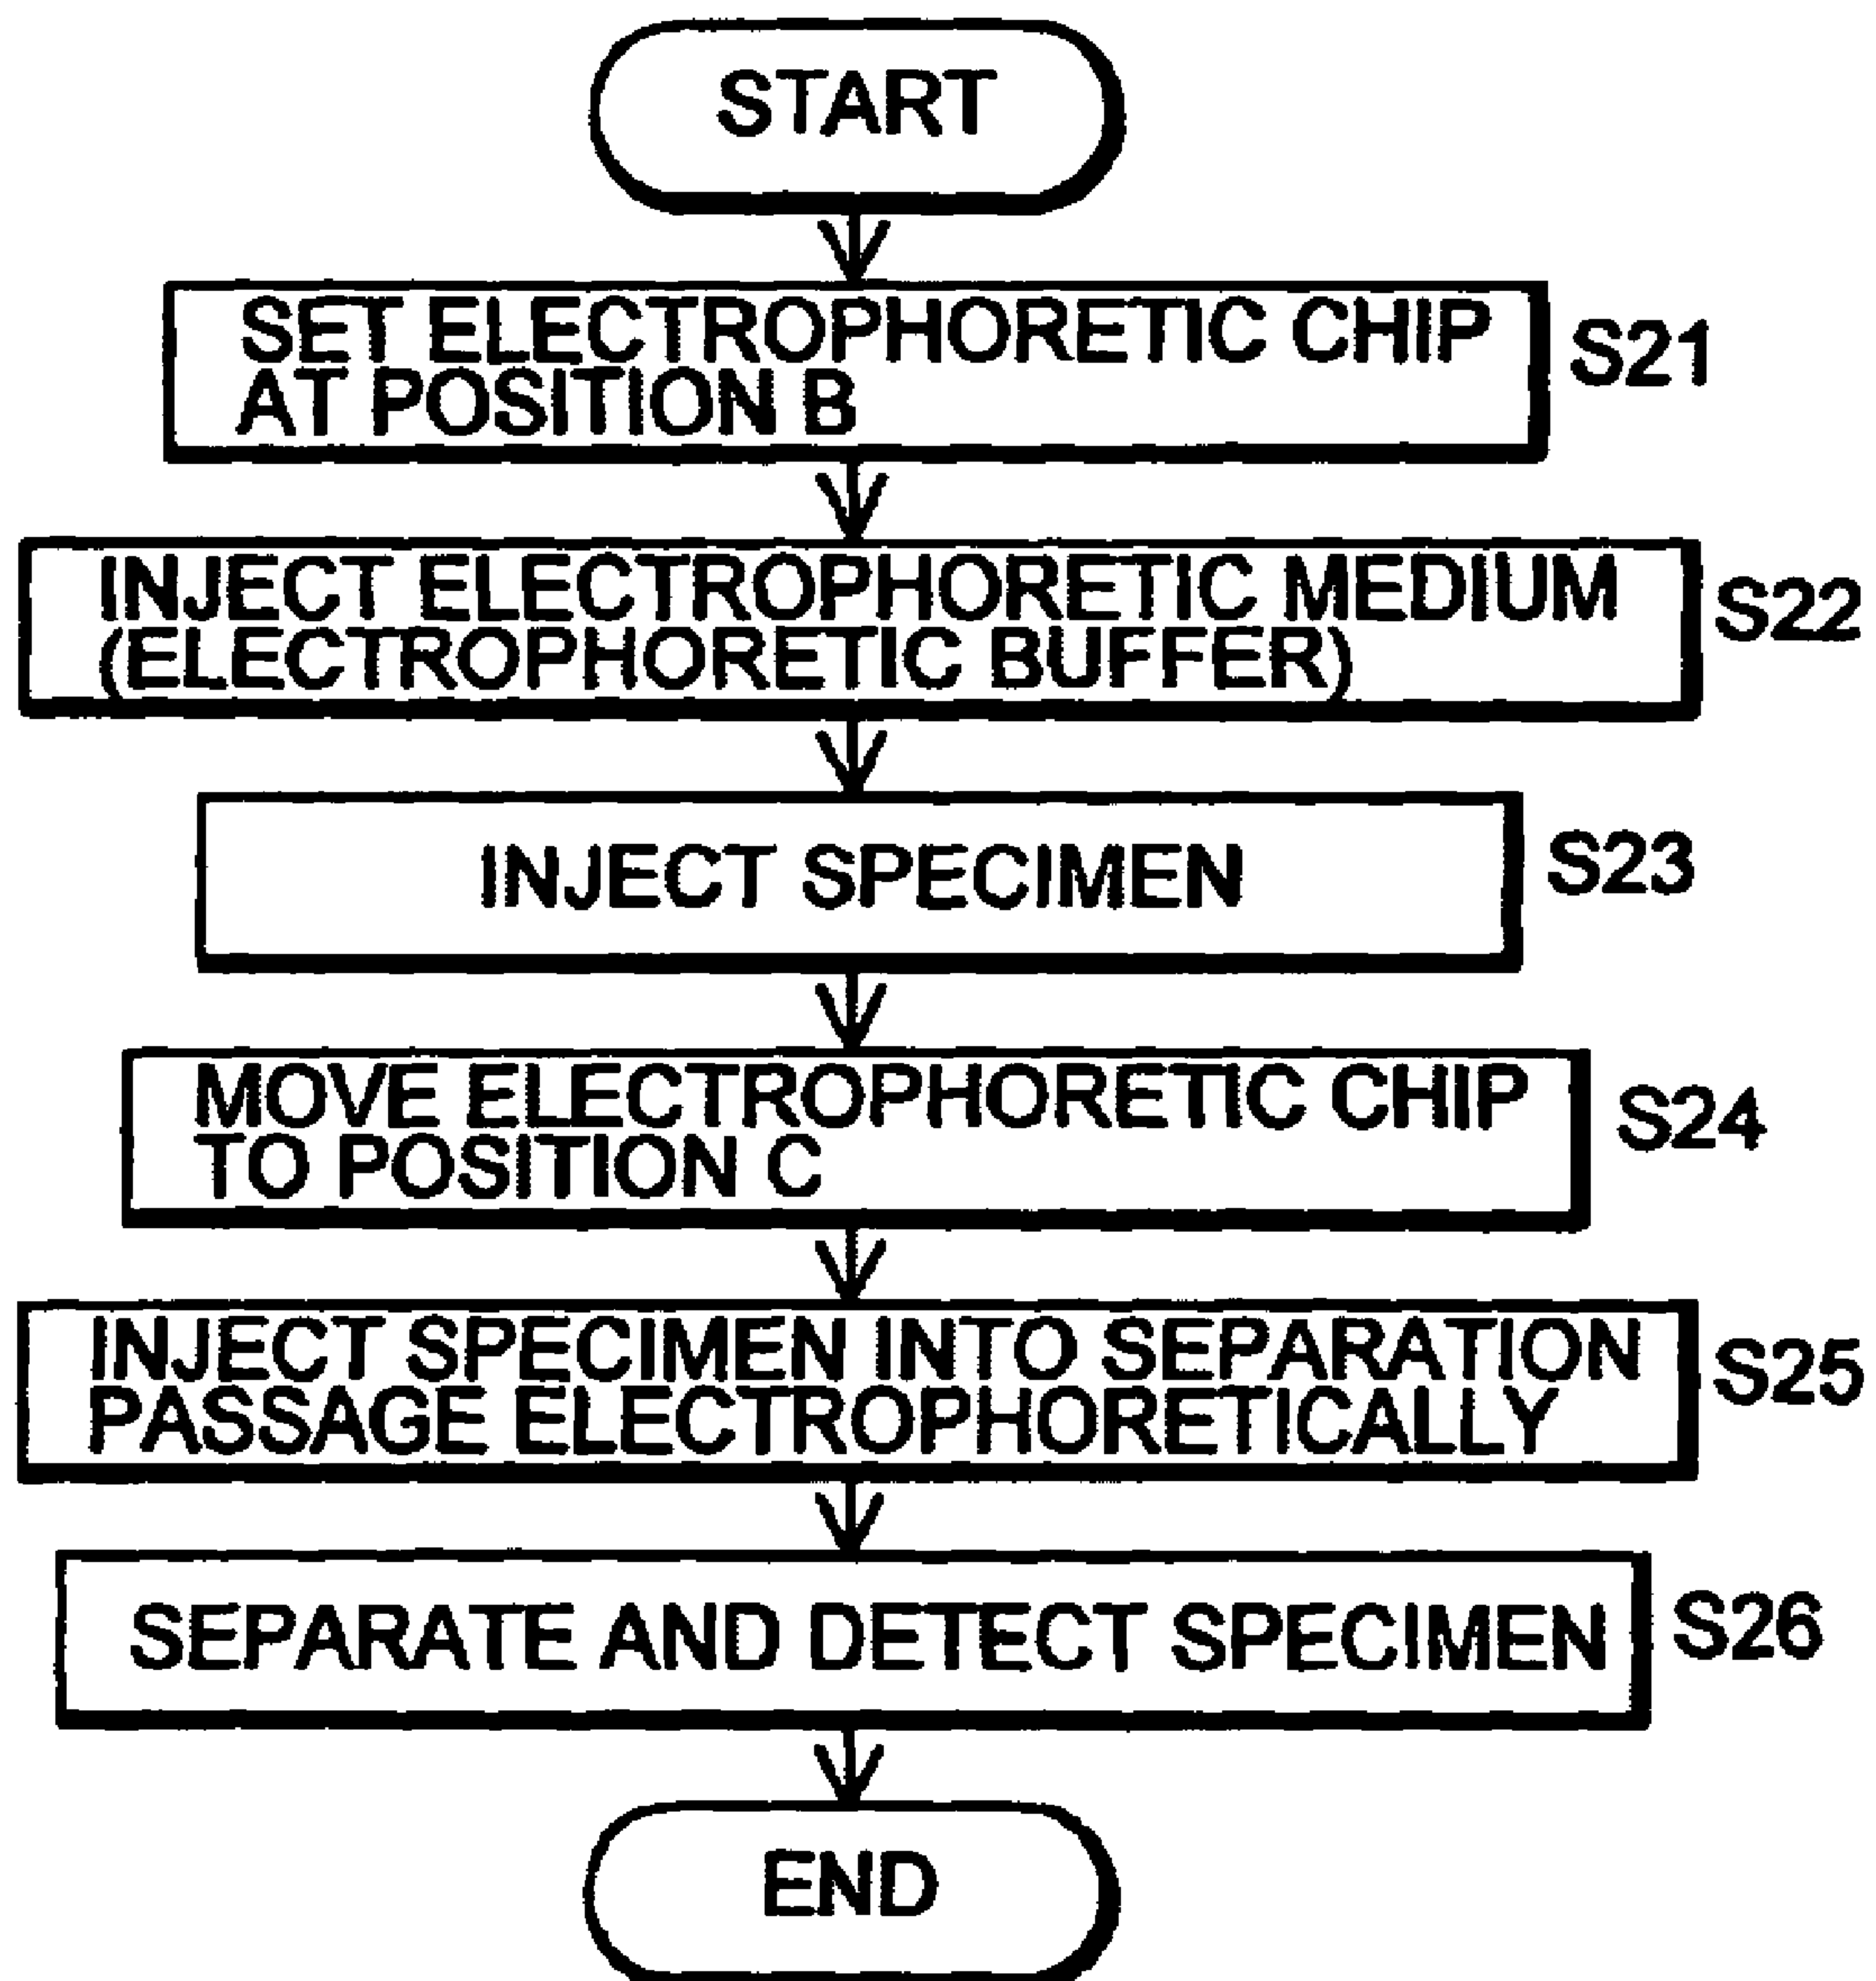 START
SET ELECTROPHORETIC CHIP
AT POSITION B
S21
INJECT ELECTROPHORETIC MEDIUM
(ELECTROPHORETIC BUFFER)
S22
INJECT SPECIMEN
S23
MOVE ELECTROPHORETIC CHIP
TO POSITION C
S24
INJECT SPECIMEN INTO SEPARATION
PASSAGE ELECTROPHORETICALLY
S25
SEPARATE AND DETECT SPECIMEN
S26
END